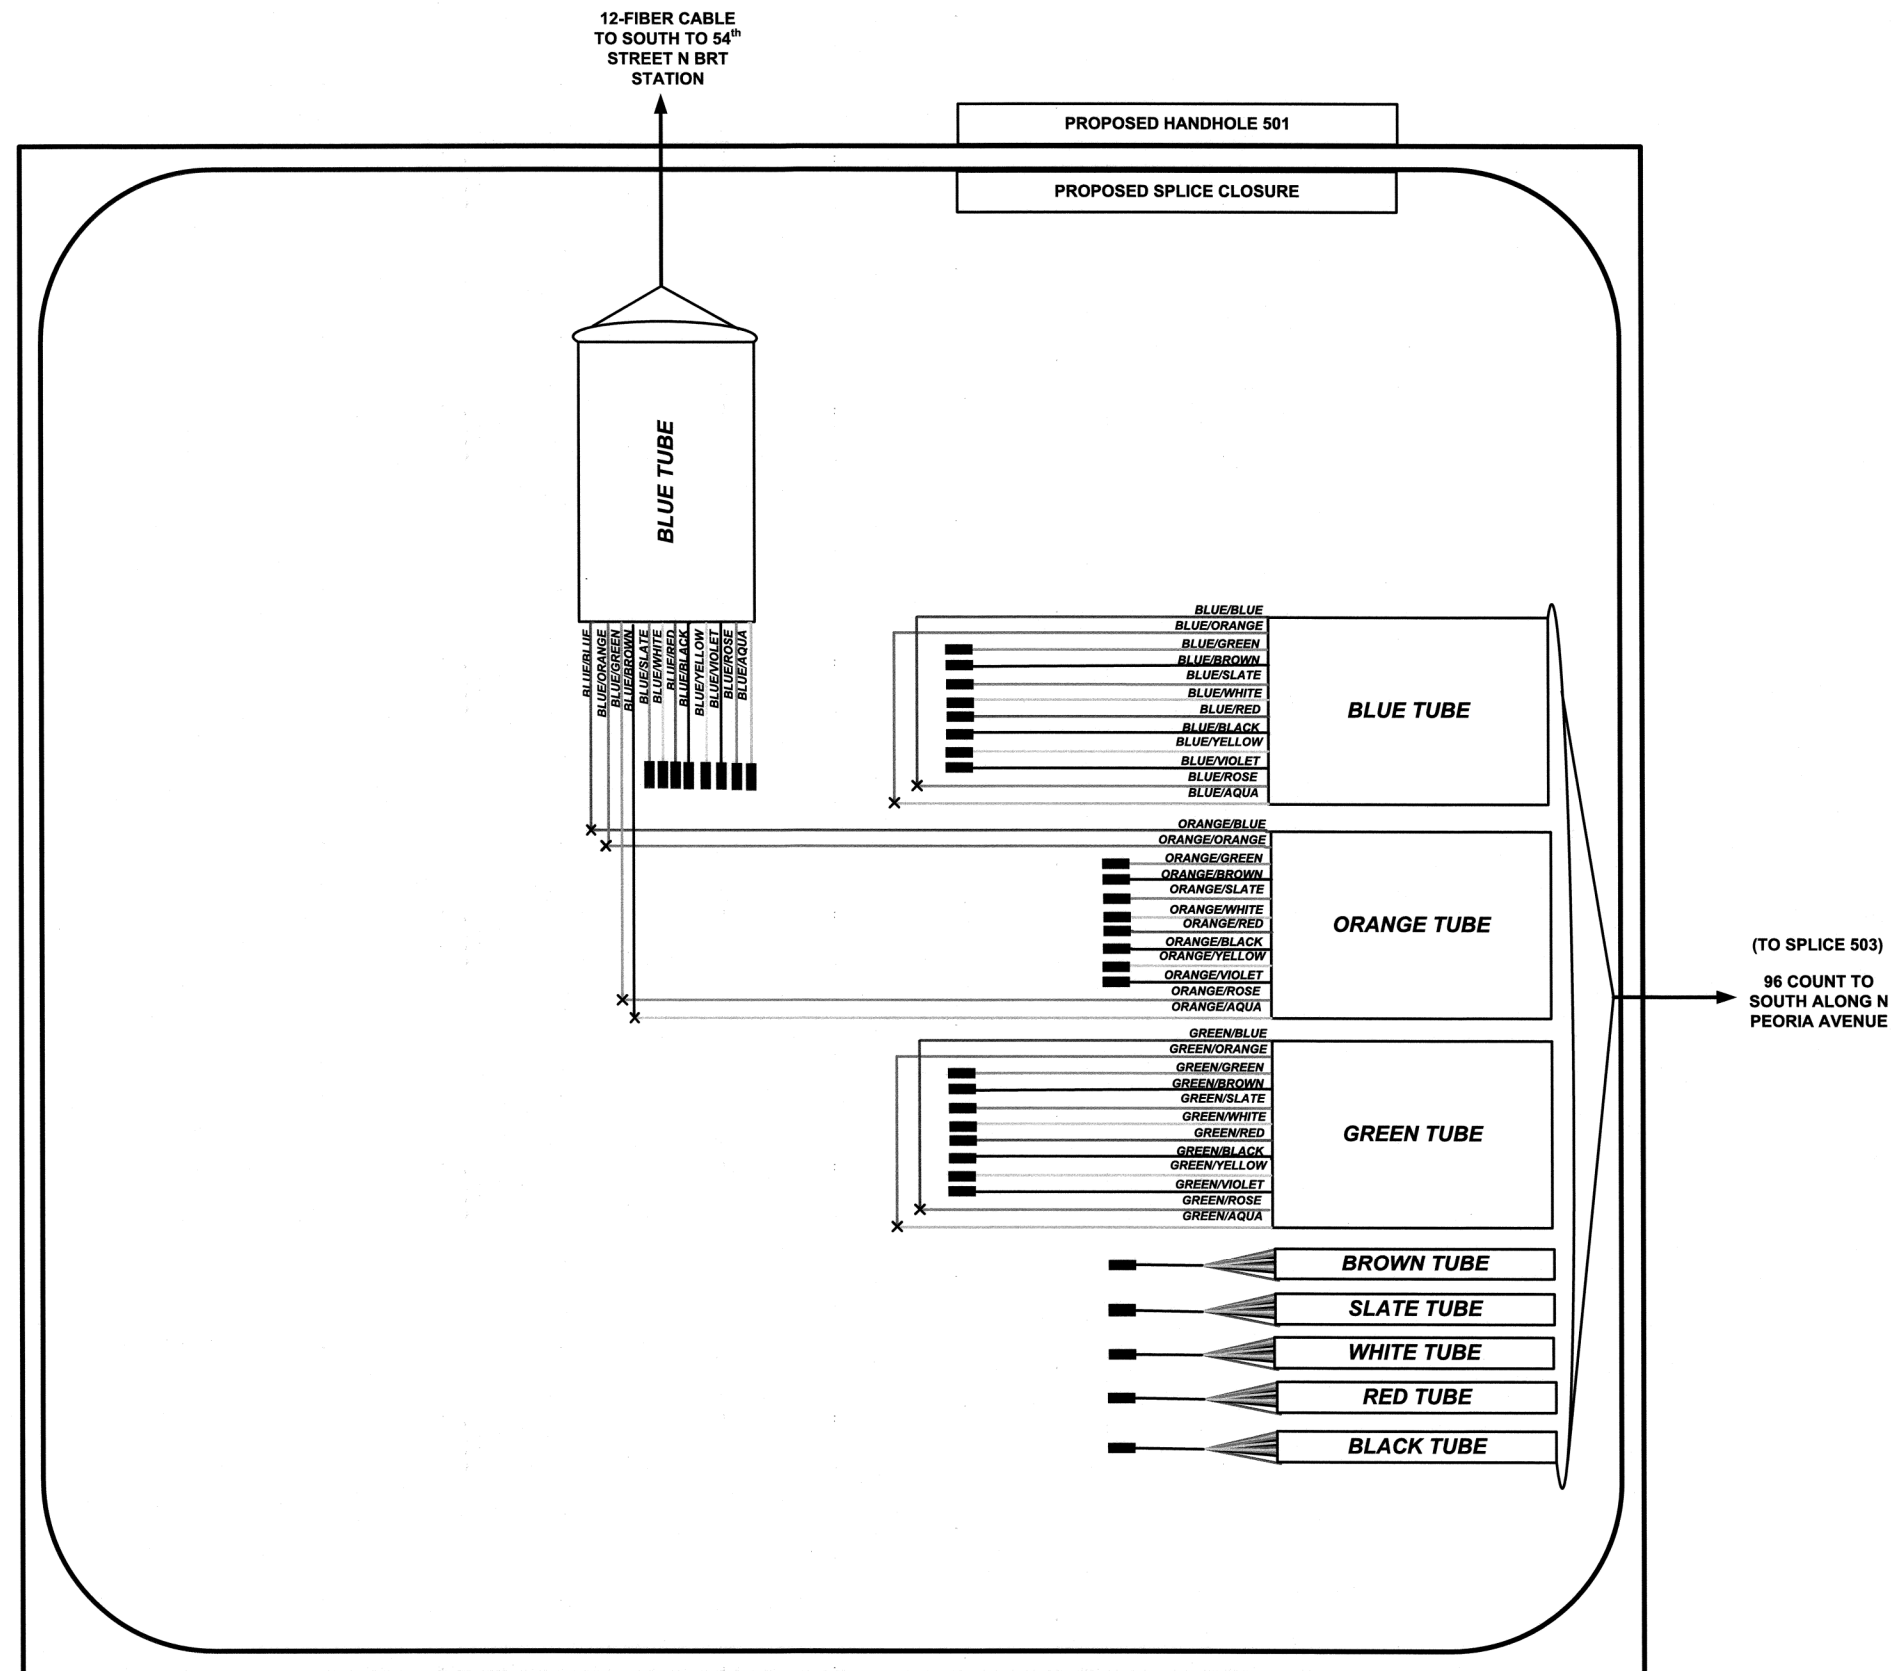 12-FIBER CABLE
TO SOUTH TO 54th
STREET N BRT
STATION
PROPOSED HANDHOLE 501
PROPOSED SPLICE CLOSURE
BLUE TUBE
BLUE/BLUE
BLUE/ORANGE
BLUE/GREEN
BLUE/BROWN
BLUE/SLATE
BLUE/WHITE
BLUE/RED
BLUE/BLACK
BLUE/YELLOW
BLUE/VIOLET
BLUE/ROSE
BLUE/AQUA
BLUE/BLUE
BLUE/ORANGE
BLUE/GREEN
BLUE/BROWN
BLUE/SLATE
BLUE/WHITE
BLUE/RED
BLUE/BLACK
BLUE/YELLOW
BLUE/VIOLET
BLUE/ROSE
BLUE/AQUA
BLUE TUBE
ORANGE/BLUE
ORANGE/ORANGE
ORANGE/GREEN
ORANGE/BROWN
ORANGE/SLATE
ORANGE/WHITE
ORANGE/RED
ORANGE/BLACK
ORANGE/YELLOW
ORANGE/VIOLET
ORANGE/ROSE
ORANGE/AQUA
ORANGE TUBE
(TO SPLICE 503)
96 COUNT TO
SOUTH ALONG N
PEORIA AVENUE
GREEN/BLUE
GREEN/ORANGE
GREEN/GREEN
GREEN/BROWN
GREEN/SLATE
GREEN/WHITE
GREEN/RED
GREEN/BLACK
GREEN/YELLOW
GREEN/VIOLET
GREEN/ROSE
GREEN/AQUA
GREEN TUBE
BROWN TUBE
SLATE TUBE
WHITE TUBE
RED TUBE
BLACK TUBE